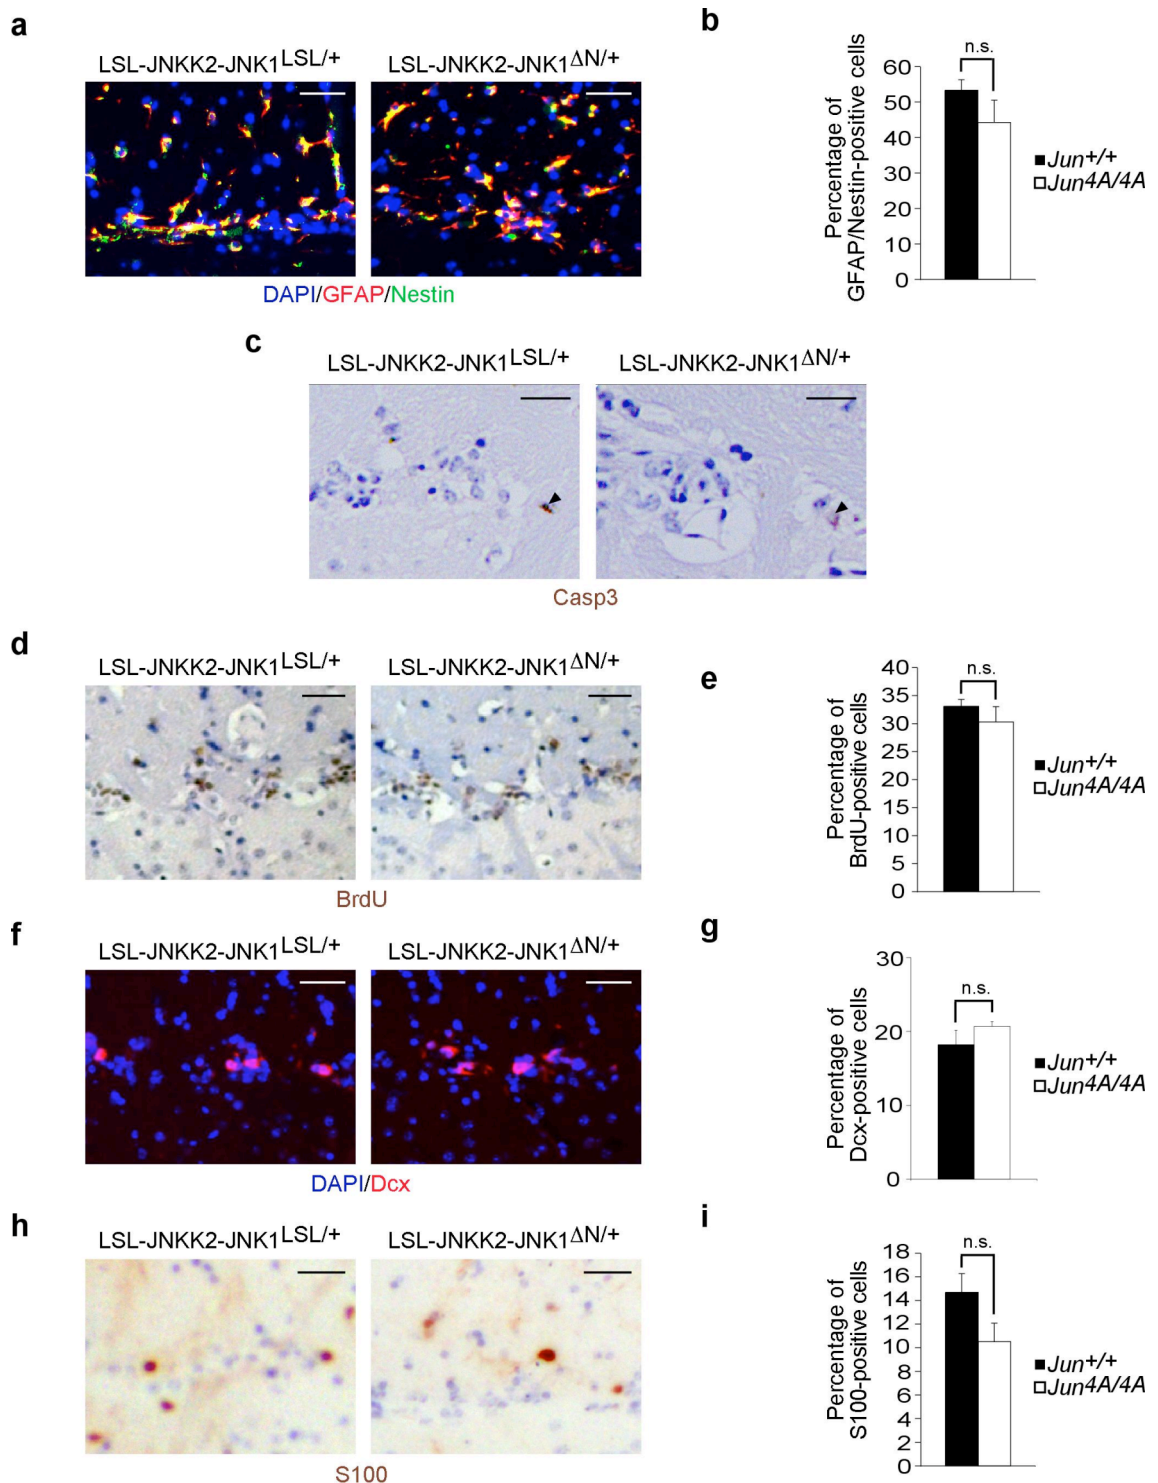 a
LSL-JNKK2-JNK1LSL/+
LSL-JNKK2-JNK1ΔN/+
DAPI/GFAP/Nestin
b
n.s.
Percentage of
GFAP/Nestin-positive cells
60
50
40
30
20
10
0
Jun+/+
Jun4A/4A
c
LSL-JNKK2-JNK1LSL/+
LSL-JNKK2-JNK1ΔN/+
Casp3
d
LSL-JNKK2-JNK1LSL/+
LSL-JNKK2-JNK1ΔN/+
BrdU
e
n.s.
Percentage of
BrdU-positive cells
40
35
30
25
20
15
10
5
0
Jun+/+
Jun4A/4A
f
LSL-JNKK2-JNK1LSL/+
LSL-JNKK2-JNK1ΔN/+
DAPI/Dcx
g
n.s.
Percentage of
Dcx-positive cells
30
20
10
0
Jun+/+
Jun4A/4A
h
LSL-JNKK2-JNK1LSL/+
LSL-JNKK2-JNK1ΔN/+
S100
i
n.s.
Percentage of
S100-positive cells
18
16
14
12
10
8
6
4
2
0
Jun+/+
Jun4A/4A